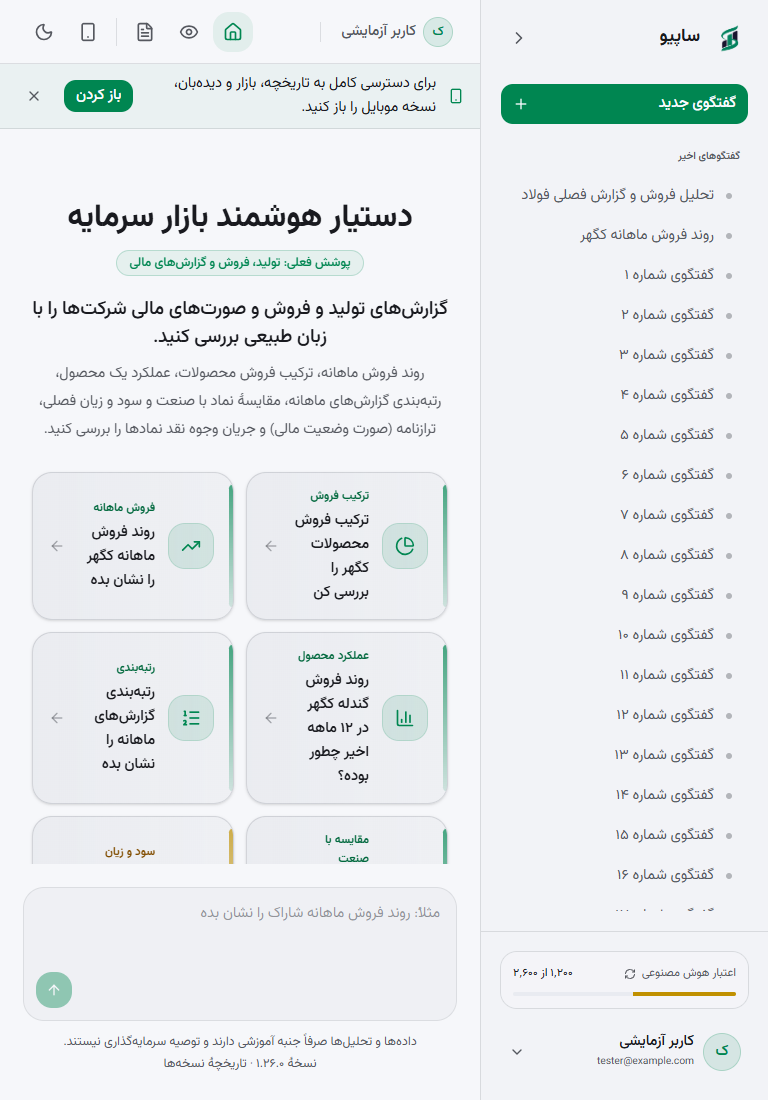 ساپیو
گفتگوی جدید
گفتگوهای اخیر
تحلیل فروش و گزارش فصلی فولاد
روند فروش ماهانه کگهر
گفتگوی شماره ۱
گفتگوی شماره ۲
گفتگوی شماره ۳
گفتگوی شماره ۴
گفتگوی شماره ۵
گفتگوی شماره ۶
گفتگوی شماره ۷
گفتگوی شماره ۸
گفتگوی شماره ۹
گفتگوی شماره ۱۰
گفتگوی شماره ۱۱
گفتگوی شماره ۱۲
گفتگوی شماره ۱۳
گفتگوی شماره ۱۴
گفتگوی شماره ۱۵
گفتگوی شماره ۱۶
اعتبار هوش مصنوعی
۱,۲۰۰ از ۲,۶۰۰
ک
کاربر آزمایشی
tester@example.com
ک
کاربر آزمایشی
برای دسترسی کامل به تاریخچه، بازار و دیده‌بان،
نسخه موبایل را باز کنید.
باز کردن
دستیار هوشمند بازار سرمایه
پوشش فعلی: تولید، فروش و گزارش‌های مالی
گزارش‌های تولید و فروش و صورت‌های مالی شرکت‌ها را با
زبان طبیعی بررسی کنید.
روند فروش ماهانه، ترکیب فروش محصولات، عملکرد یک محصول،
رتبه‌بندی گزارش‌های ماهانه، مقایسهٔ نماد با صنعت و سود و زیان فصلی،
ترازنامه (صورت وضعیت مالی) و جریان وجوه نقد نمادها را بررسی کنید.
ترکیب فروش
ترکیب فروش
محصولات
کگهر را
بررسی کن
فروش ماهانه
روند فروش
ماهانه کگهر
را نشان بده
عملکرد محصول
روند فروش
گندله کگهر
در ۱۲ ماهه
اخیر چطور
بوده؟
رتبه‌بندی
رتبه‌بندی
گزارش‌های
ماهانه را
نشان بده
مقایسه با
صنعت
سود و زیان
مثلاً: روند فروش ماهانه شاراک را نشان بده
داده‌ها و تحلیل‌ها صرفاً جنبه آموزشی دارند و توصیه سرمایه‌گذاری نیستند.
نسخهٔ ۱.۲۶.۰ · تاریخچهٔ نسخه‌ها